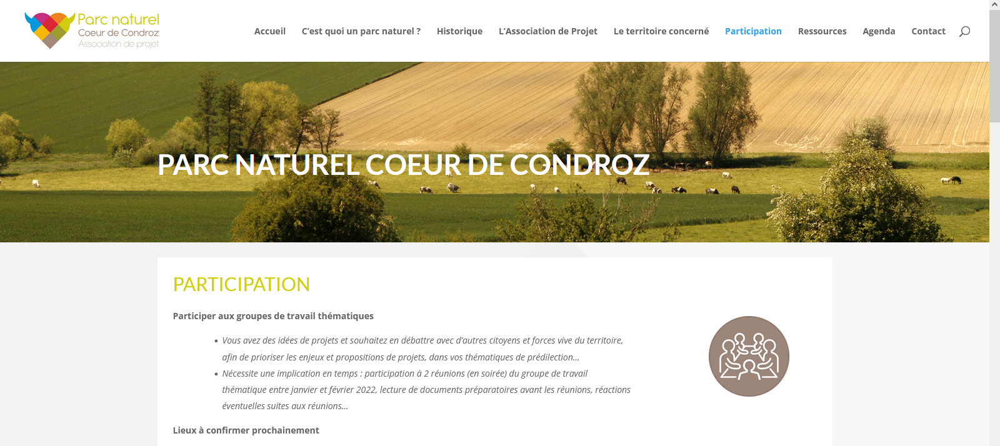 Parc naturel
Coeur de Condroz
Association de projet
Accueil C’est quoi un parc naturel ? Historique L’Association de Projet Le territoire concerné Participation Ressources Agenda Contact
PARC NATUREL COEUR DE CONDROZ
PARTICIPATION
Participer aux groupes de travail thématiques
• Vous avez des idées de projets et souhaitez en débattre avec d’autres citoyens et forces vive du territoire,
afin de prioriser les enjeux et propositions de projets, dans vos thématiques de prédilection…
• Nécessite une implication en temps : participation à 2 réunions (en soirée) du groupe de travail
thématique entre janvier et février 2022, lecture de documents préparatoires avant les réunions, réactions
éventuelles suites aux réunions…
Lieux à confirmer prochainement